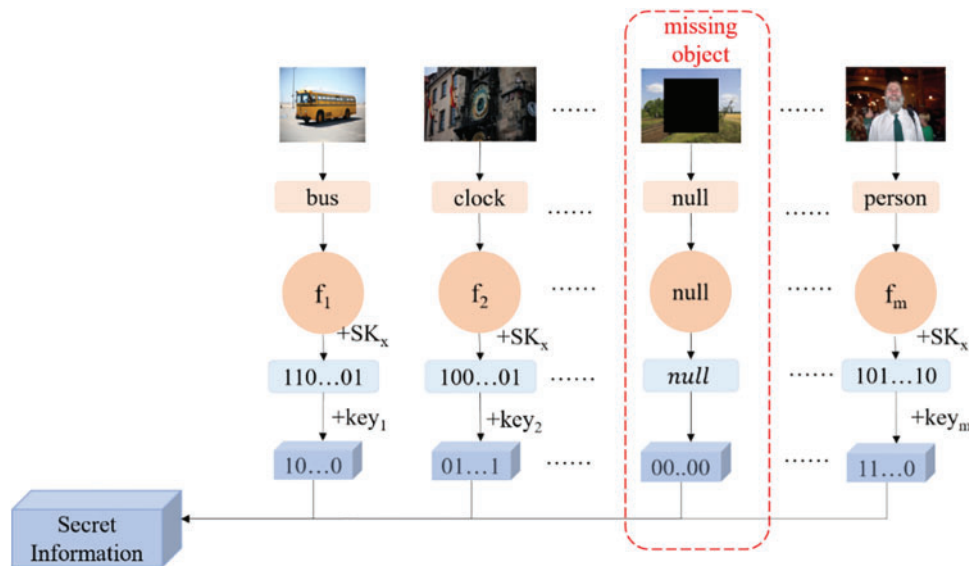 missing
object
......
......
bus
clock
......
null
......
person
f₁
f₂
......
null
......
fₘ
+SKₓ
+SKₓ
+SKₓ
110...01
100...01
......
null
......
101...10
+key₁
+key₂
+keyₘ
10...0
01...1
......
00..00
......
11...0
Secret
Information